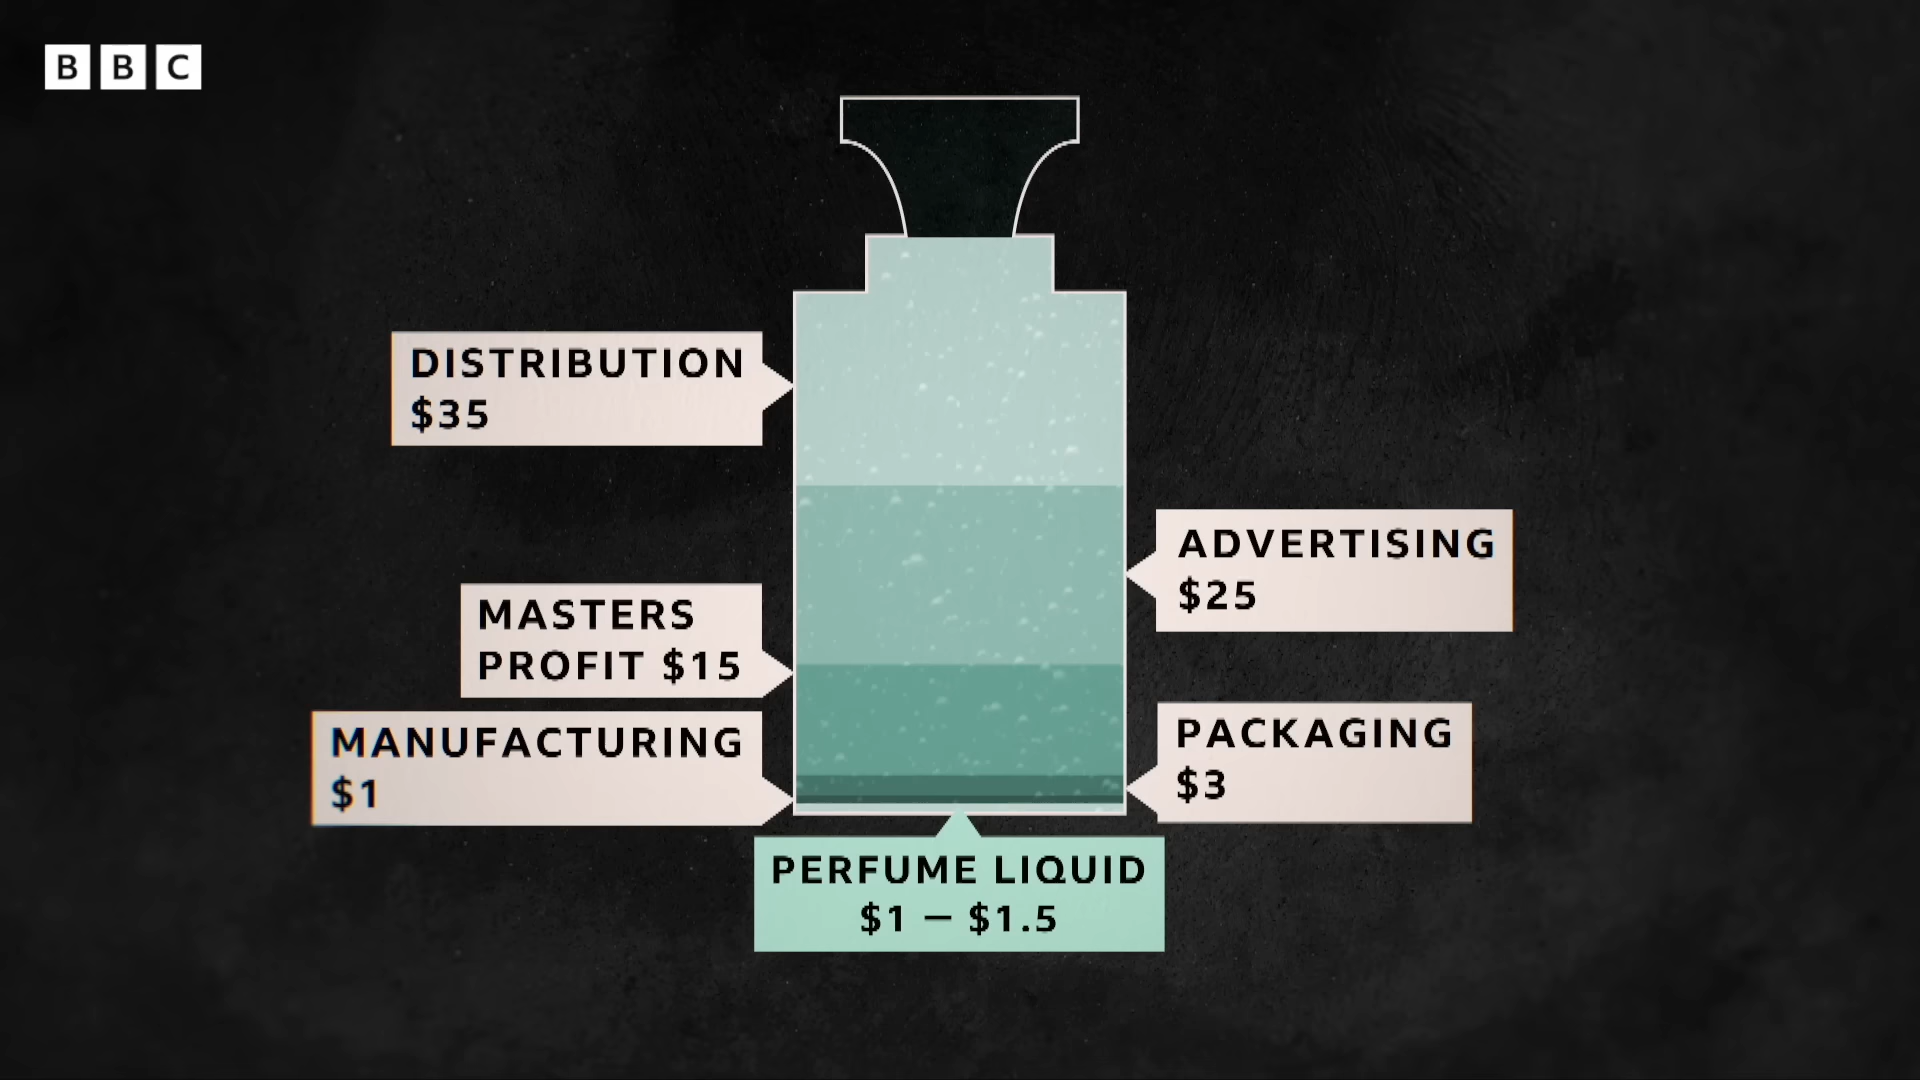 BBC
DISTRIBUTION
$35
ADVERTISING
$25
MASTERS
PROFIT $15
MANUFACTURING
$1
PACKAGING
$3
PERFUME LIQUID
$1 – $1.5